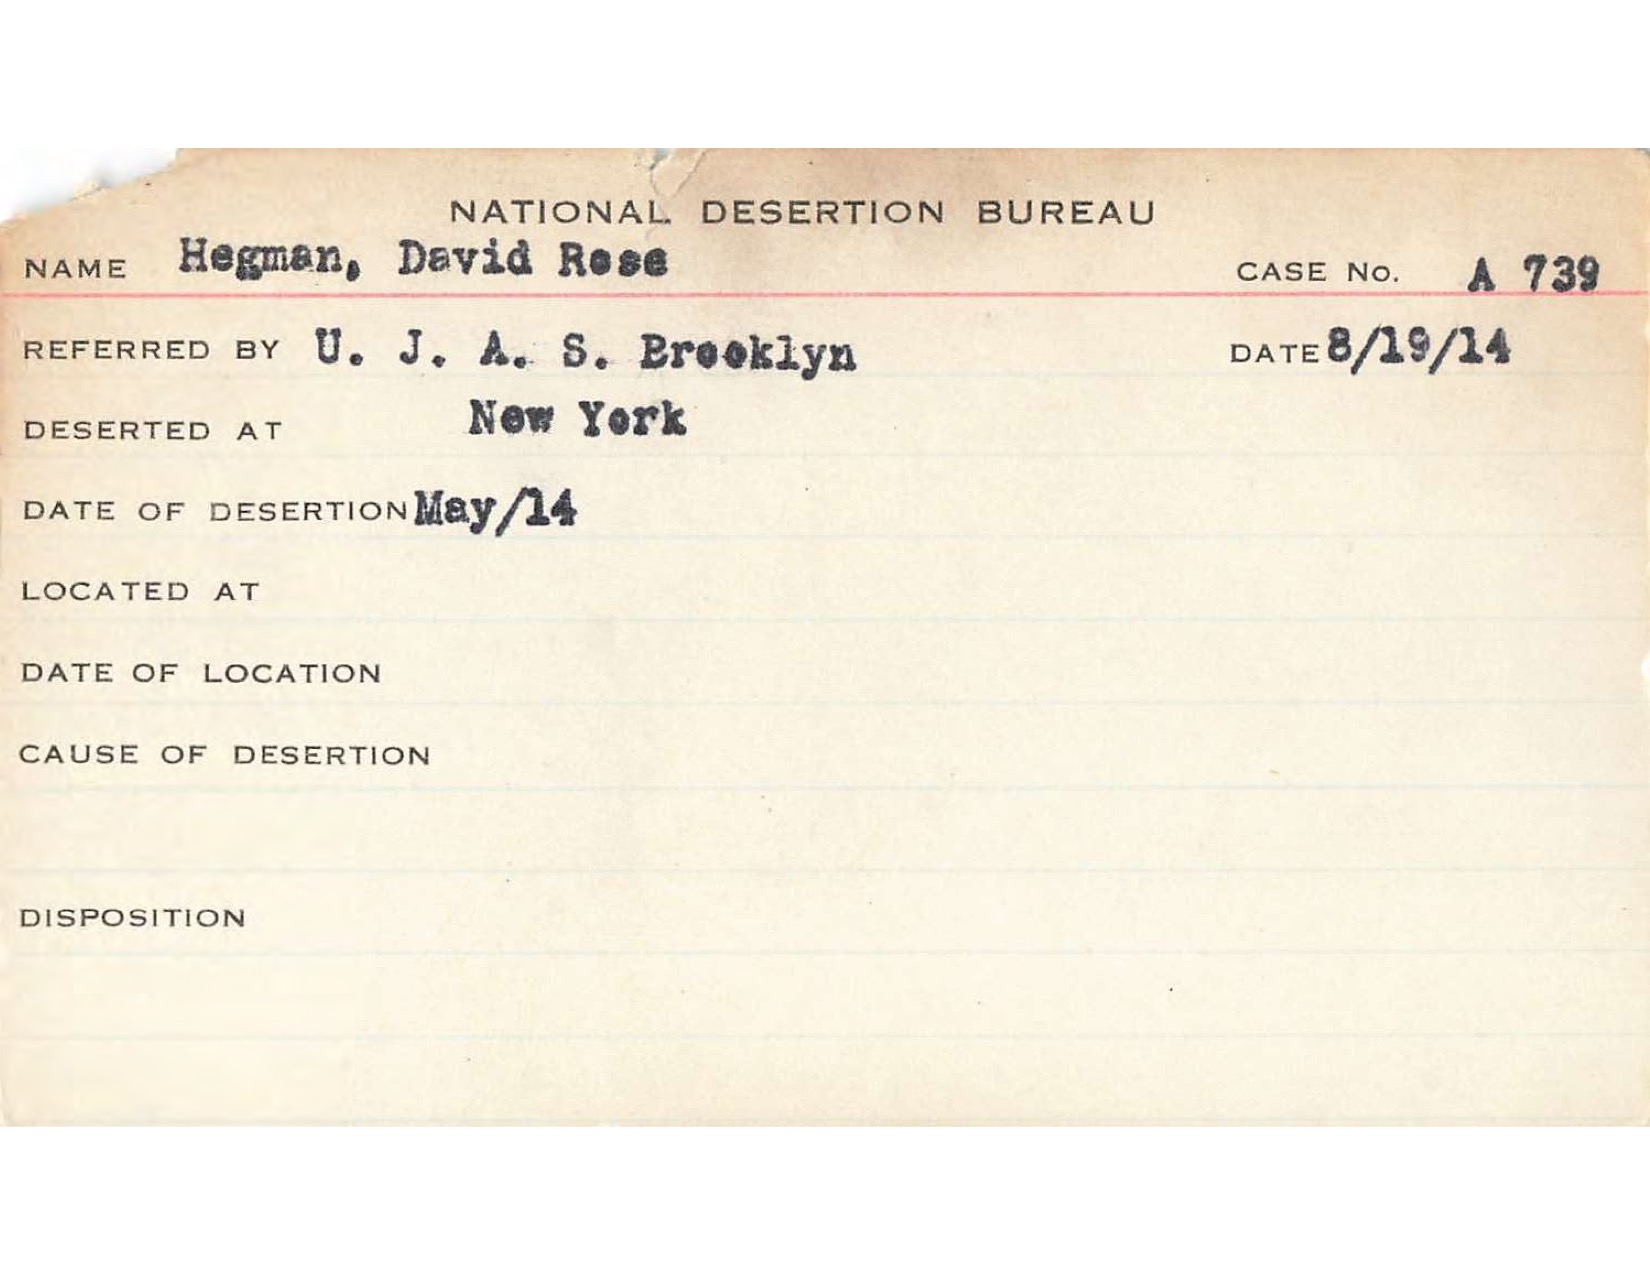 NATIONAL DESERTION BUREAU
NAME Hegman, David Rose CASE No. A 739
REFERRED BY U. J. A. S. Brooklyn DATE 8/19/14
DESERTED AT New York
DATE OF DESERTION May/14
LOCATED AT
DATE OF LOCATION
CAUSE OF DESERTION
DISPOSITION